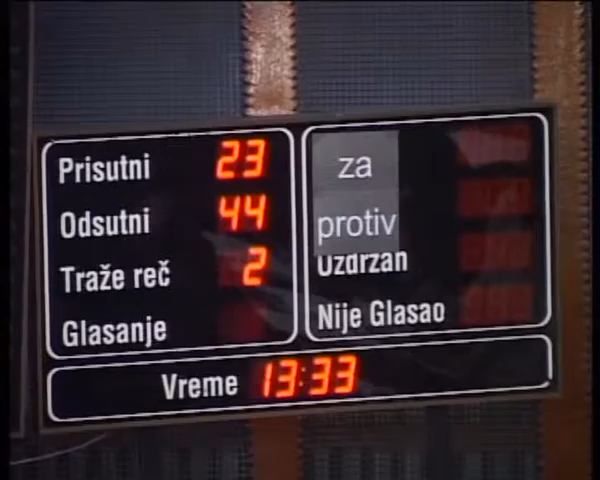 Prisutni 23
Odsutni 44
Traže reč 2
Glasanje
za
protiv
Uzdržan
Nije Glasao
Vreme 13:33